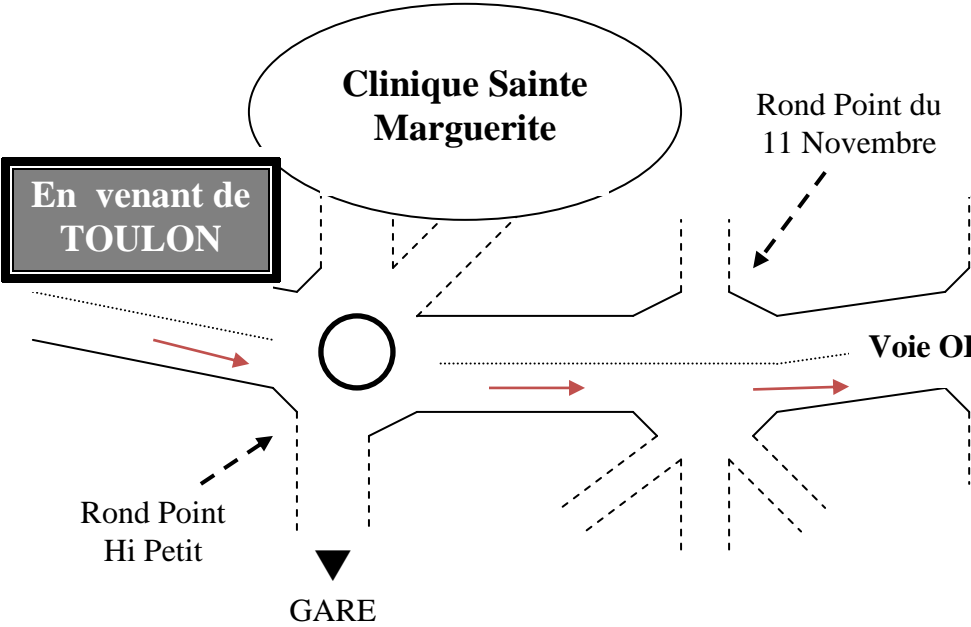 Clinique Sainte
Marguerite
Rond Point du
11 Novembre
En venant de
TOULON
Voie
Rond Point
Hi Petit
GARE